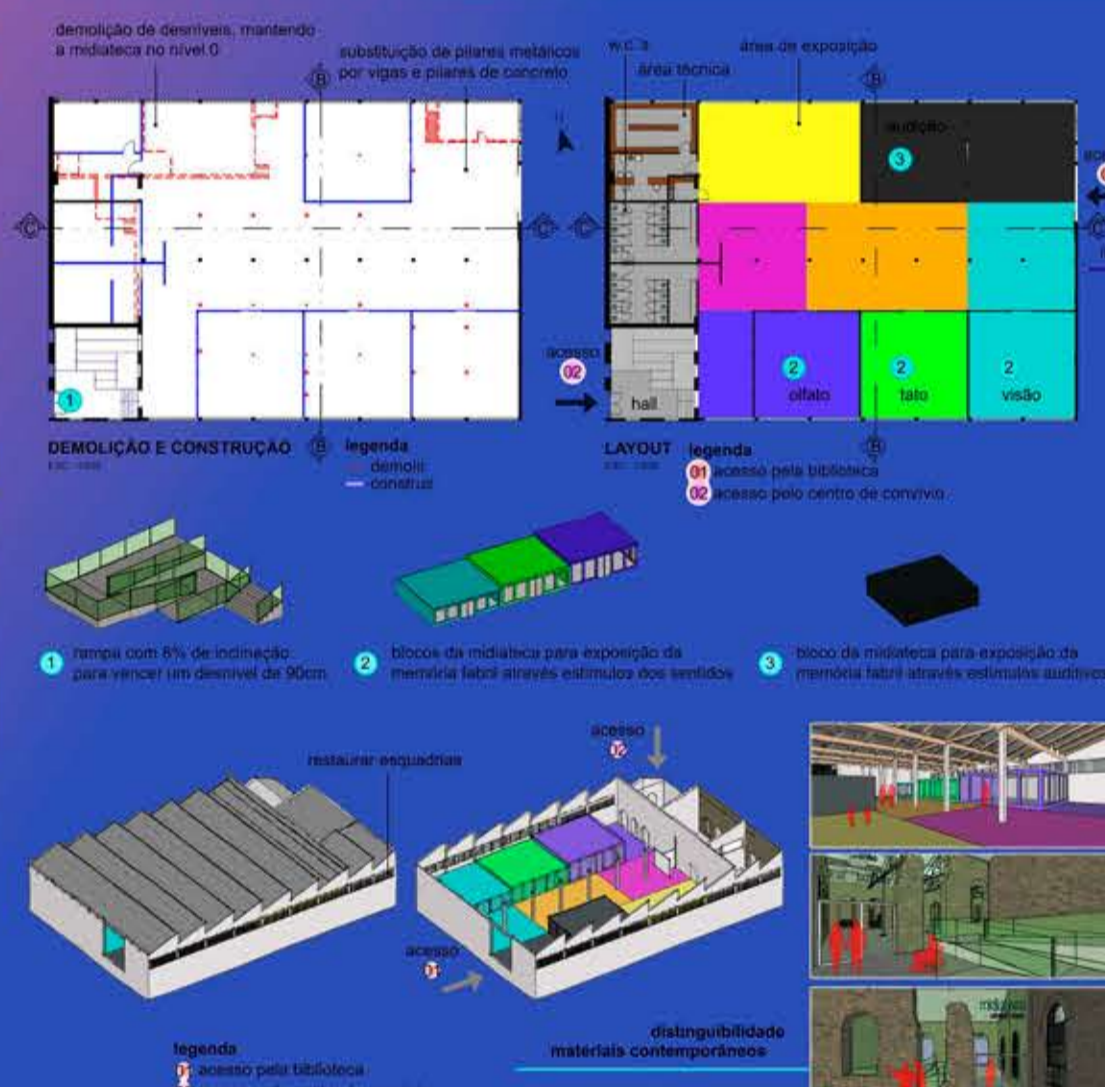 demolição de desníveis, mantendo
a midiateca no nível 0
substituição de pilares metálicos
por vigas e pilares de concreto
B
C
C
1
B
DEMOLIÇÃO E CONSTRUÇÃO
legenda
demolir
construir
w.c.s
área técnica
área de exposição
B
audição
3
C
acesso
02
hall
2
olfato
2
tato
2
visão
B
LAYOUT
legenda
01 acesso pela biblioteca
02 acesso pelo centro de convívio
1 rampa com 8% de inclinação
para vencer um desnível de 90cm
2 blocos da midiateca para exposição da
memória fabril através estímulos dos sentidos
3 bloco da midiateca para exposição da
memória fabril através estímulos auditivos
restaurar esquadrias
acesso
02
acesso
01
legenda
01 acesso pela biblioteca
distinguibilidade
materiais contemporâneos
midiateca